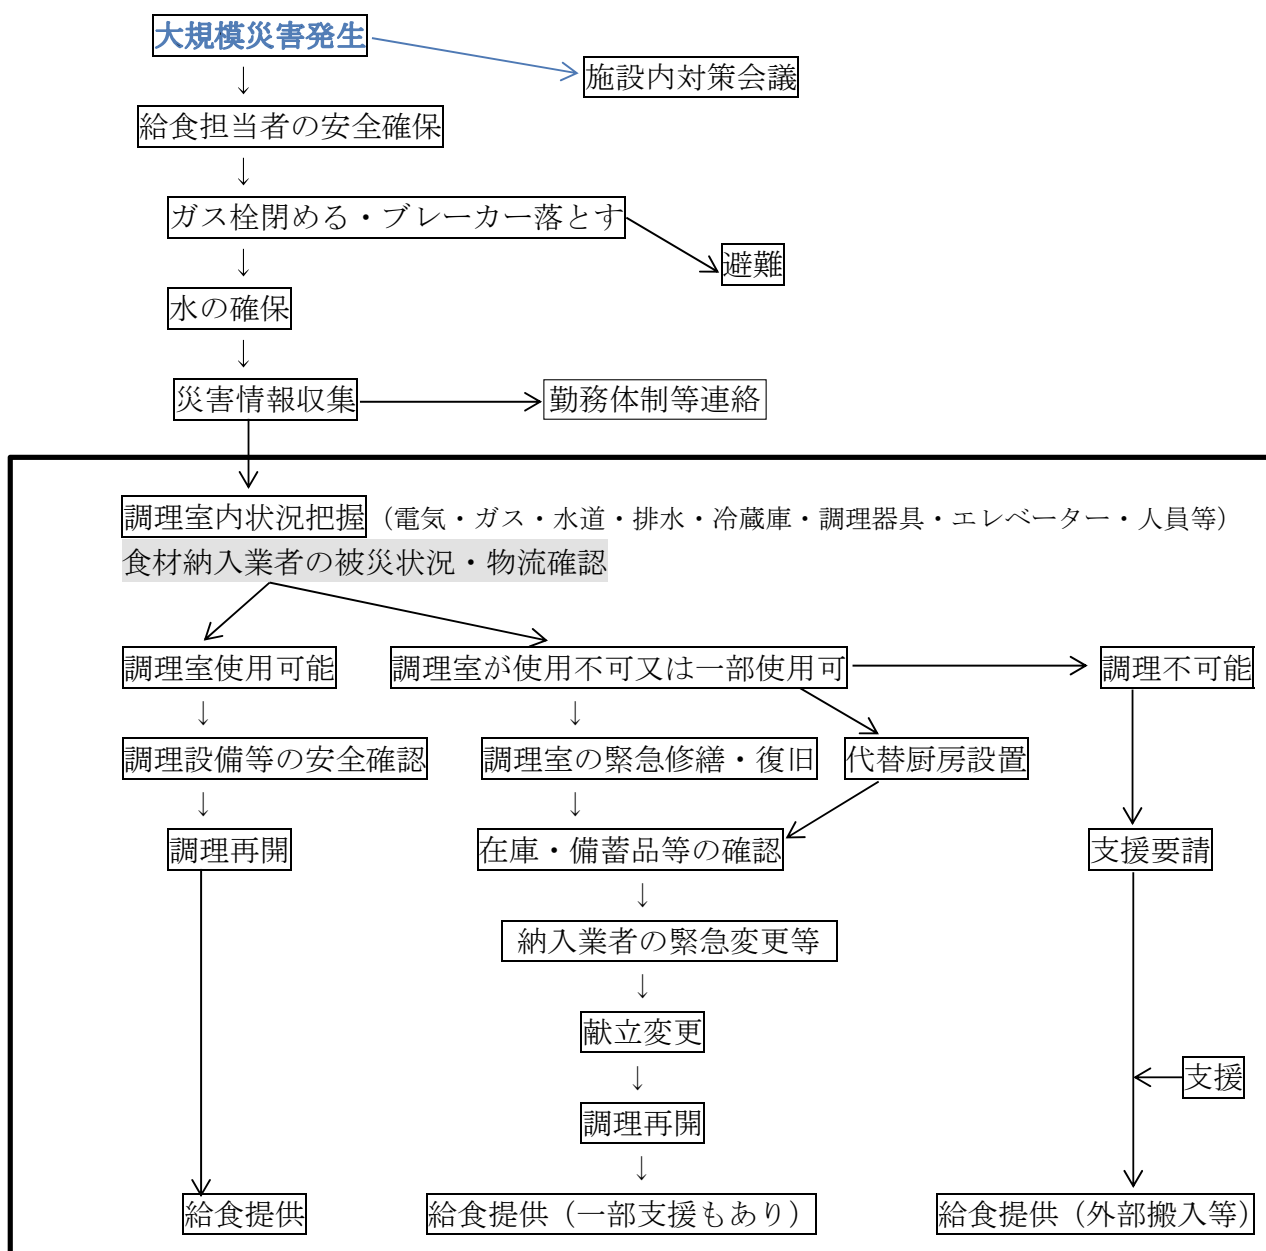 大規模災害発生
施設内対策会議
↓
給食担当者の安全確保
↓
ガス栓閉める・ブレーカー落とす
避難
↓
水の確保
↓
災害情報収集
勤務体制等連絡
調理室内状況把握（電気・ガス・水道・排水・冷蔵庫・調理器具・エレベーター・人員等）
食材納入業者の被災状況・物流確認
調理室使用可能
調理室が使用不可又は一部使用可
調理不可能
↓ ↓
調理設備等の安全確認
調理室の緊急修繕・復旧
代替厨房設置
↓ ↓
調理再開
在庫・備蓄品等の確認
支援要請
↓
納入業者の緊急変更等
↓
献立変更
支援
↓
調理再開
↓
給食提供
給食提供（一部支援もあり）
給食提供（外部搬入等）